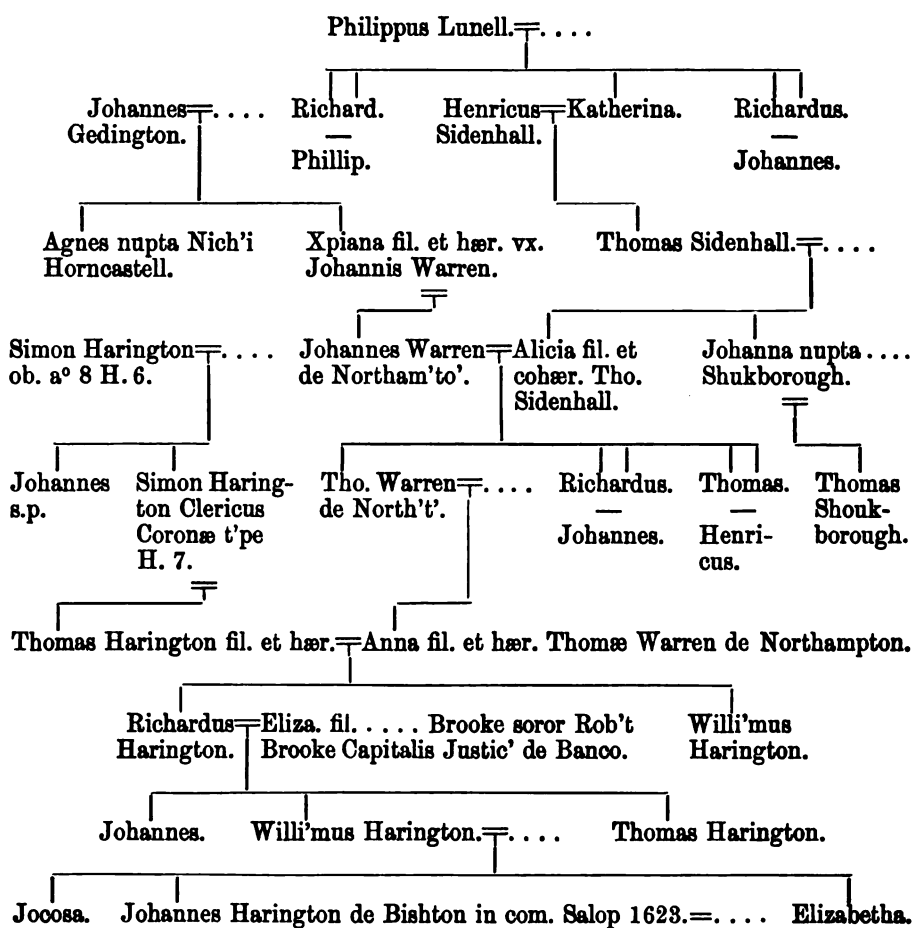 Philippus Lunell.=. . . .
Johannes=. . . . Richard. Henricus=Katherina. Richardus.
Gedington. — Sidenhall. —
Phillip. Johannes.
Agnes nupta Nich'i Xpiana fil. et hær. vx. Thomas Sidenhall.=. . . .
Horncastell. Johannis Warren.
=
Simon Harington=. . . . Johannes Warren=Alicia fil. et Johanna nupta . . . .
ob. aº 8 H. 6. de Northam'to'. cohær. Tho. Shukborough.
Sidenhall. =
Johannes Simon Haring- Tho. Warren=. . . . Richardus. Thomas. Thomas
s.p. ton Clericus de North't'. — — Shouk-
Coronæ t'pe Johannes. Henri- borough.
H. 7. cus.
=
Thomas Harington fil. et hær.=Anna fil. et hær. Thomæ Warren de Northampton.
Richardus=Eliza. fil. . . . . Brooke soror Rob't Willi'mus
Harington. Brooke Capitalis Justic' de Banco. Harington.
Johannes. Willi'mus Harington.=. . . . Thomas Harington.
Jocosa. Johannes Harington de Bishton in com. Salop 1623.=. . . . Elizabetha.